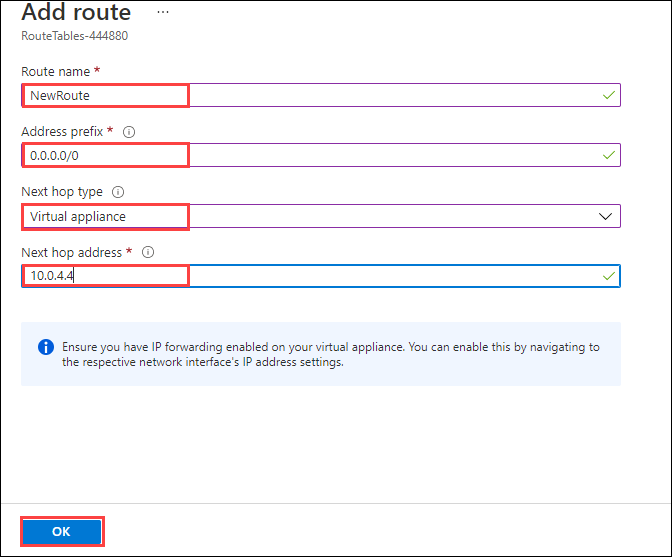 Add route ...
RouteTables-444880
Route name *
NewRoute
Address prefix *
0.0.0.0/0
Next hop type
Virtual appliance
Next hop address *
10.0.4.4
Ensure you have IP forwarding enabled on your virtual appliance. You can enable this by navigating to
the respective network interface's IP address settings.
OK